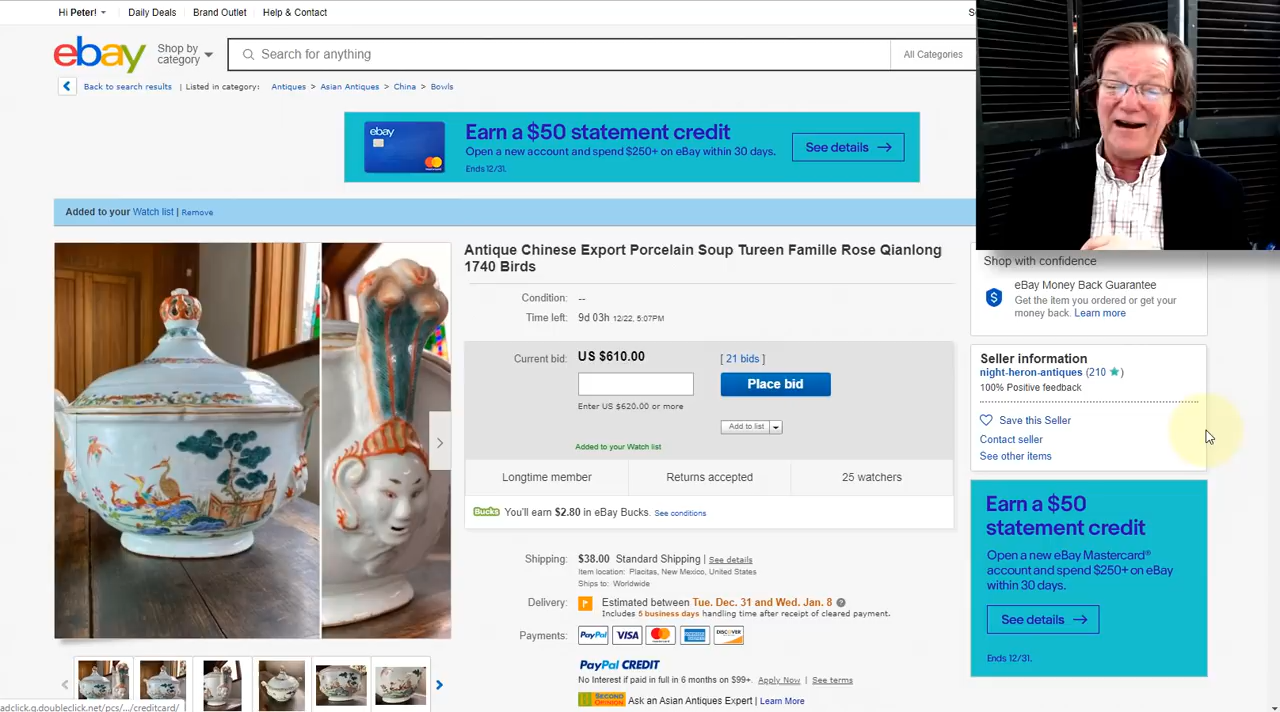 Hi Peter!
Daily Deals
Brand Outlet
Help & Contact
ebay
Shop by
category
Search for anything
All Categories
Back to search results | Listed in category: Antiques > Asian Antiques > China > Bowls
ebay
Earn a $50 statement credit
Open a new account and spend $250+ on eBay within 30 days.
Ends 12/31.
See details
Added to your Watch list | Remove
Antique Chinese Export Porcelain Soup Tureen Famille Rose Qianlong
1740 Birds
Condition: --
Time left: 9d 03h 12/22, 5:07PM
Current bid: US $610.00 [ 21 bids ]
Place bid
Enter US $620.00 or more
Add to list
Added to your Watch list
Longtime member
Returns accepted
25 watchers
Bucks You'll earn $2.80 in eBay Bucks. See conditions
Shipping: $38.00 Standard Shipping | See details
Item location: Placitas, New Mexico, United States
Ships to: Worldwide
Delivery: Estimated between Tue. Dec. 31 and Wed. Jan. 8
Includes 5 business days handling time after receipt of cleared payment.
Payments: PayPal VISA MasterCard AMERICAN EXPRESS DISCOVER
PayPal CREDIT
No Interest if paid in full in 6 months on $99+. Apply Now | See terms
SECOND OPINION Ask an Asian Antiques Expert | Learn More
Shop with confidence
eBay Money Back Guarantee
Get the item you ordered or get your
money back. Learn more
Seller information
night-heron-antiques (210 )
100% Positive feedback
Save this Seller
Contact seller
See other items
Earn a $50
statement credit
Open a new eBay Mastercard®
account and spend $250+ on eBay
within 30 days.
See details
Ends 12/31.
adclick.g.doubleclick.net/pcs/.../creditcard/